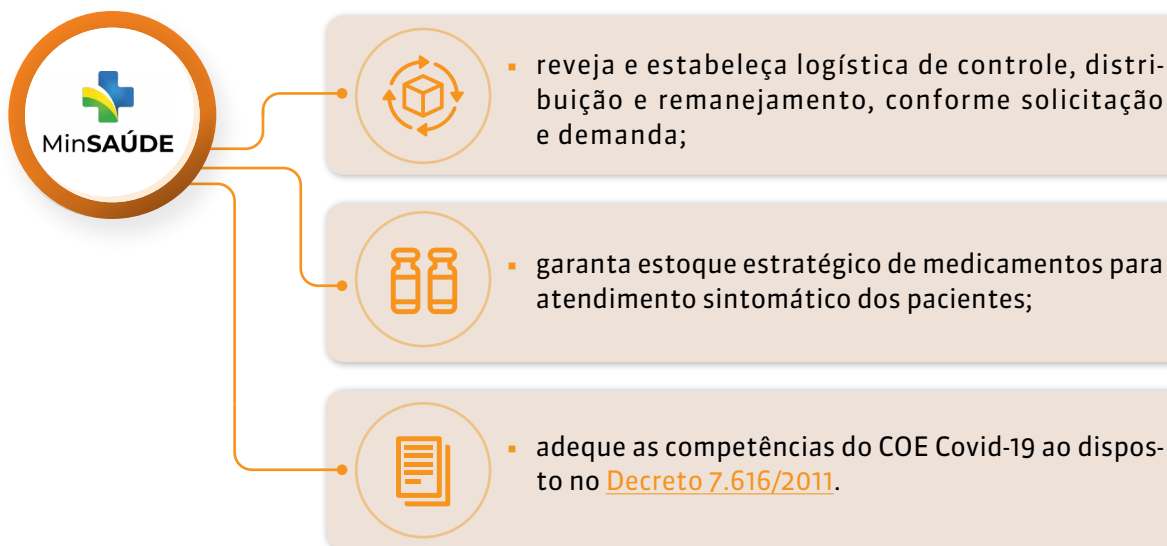 MinSAÚDE
▪ reveja e estabeleça logística de controle, distri-
buição e remanejamento, conforme solicitação
e demanda;
▪ garanta estoque estratégico de medicamentos para
atendimento sintomático dos pacientes;
▪ adeque as competências do COE Covid-19 ao dispos-
to no Decreto 7.616/2011.